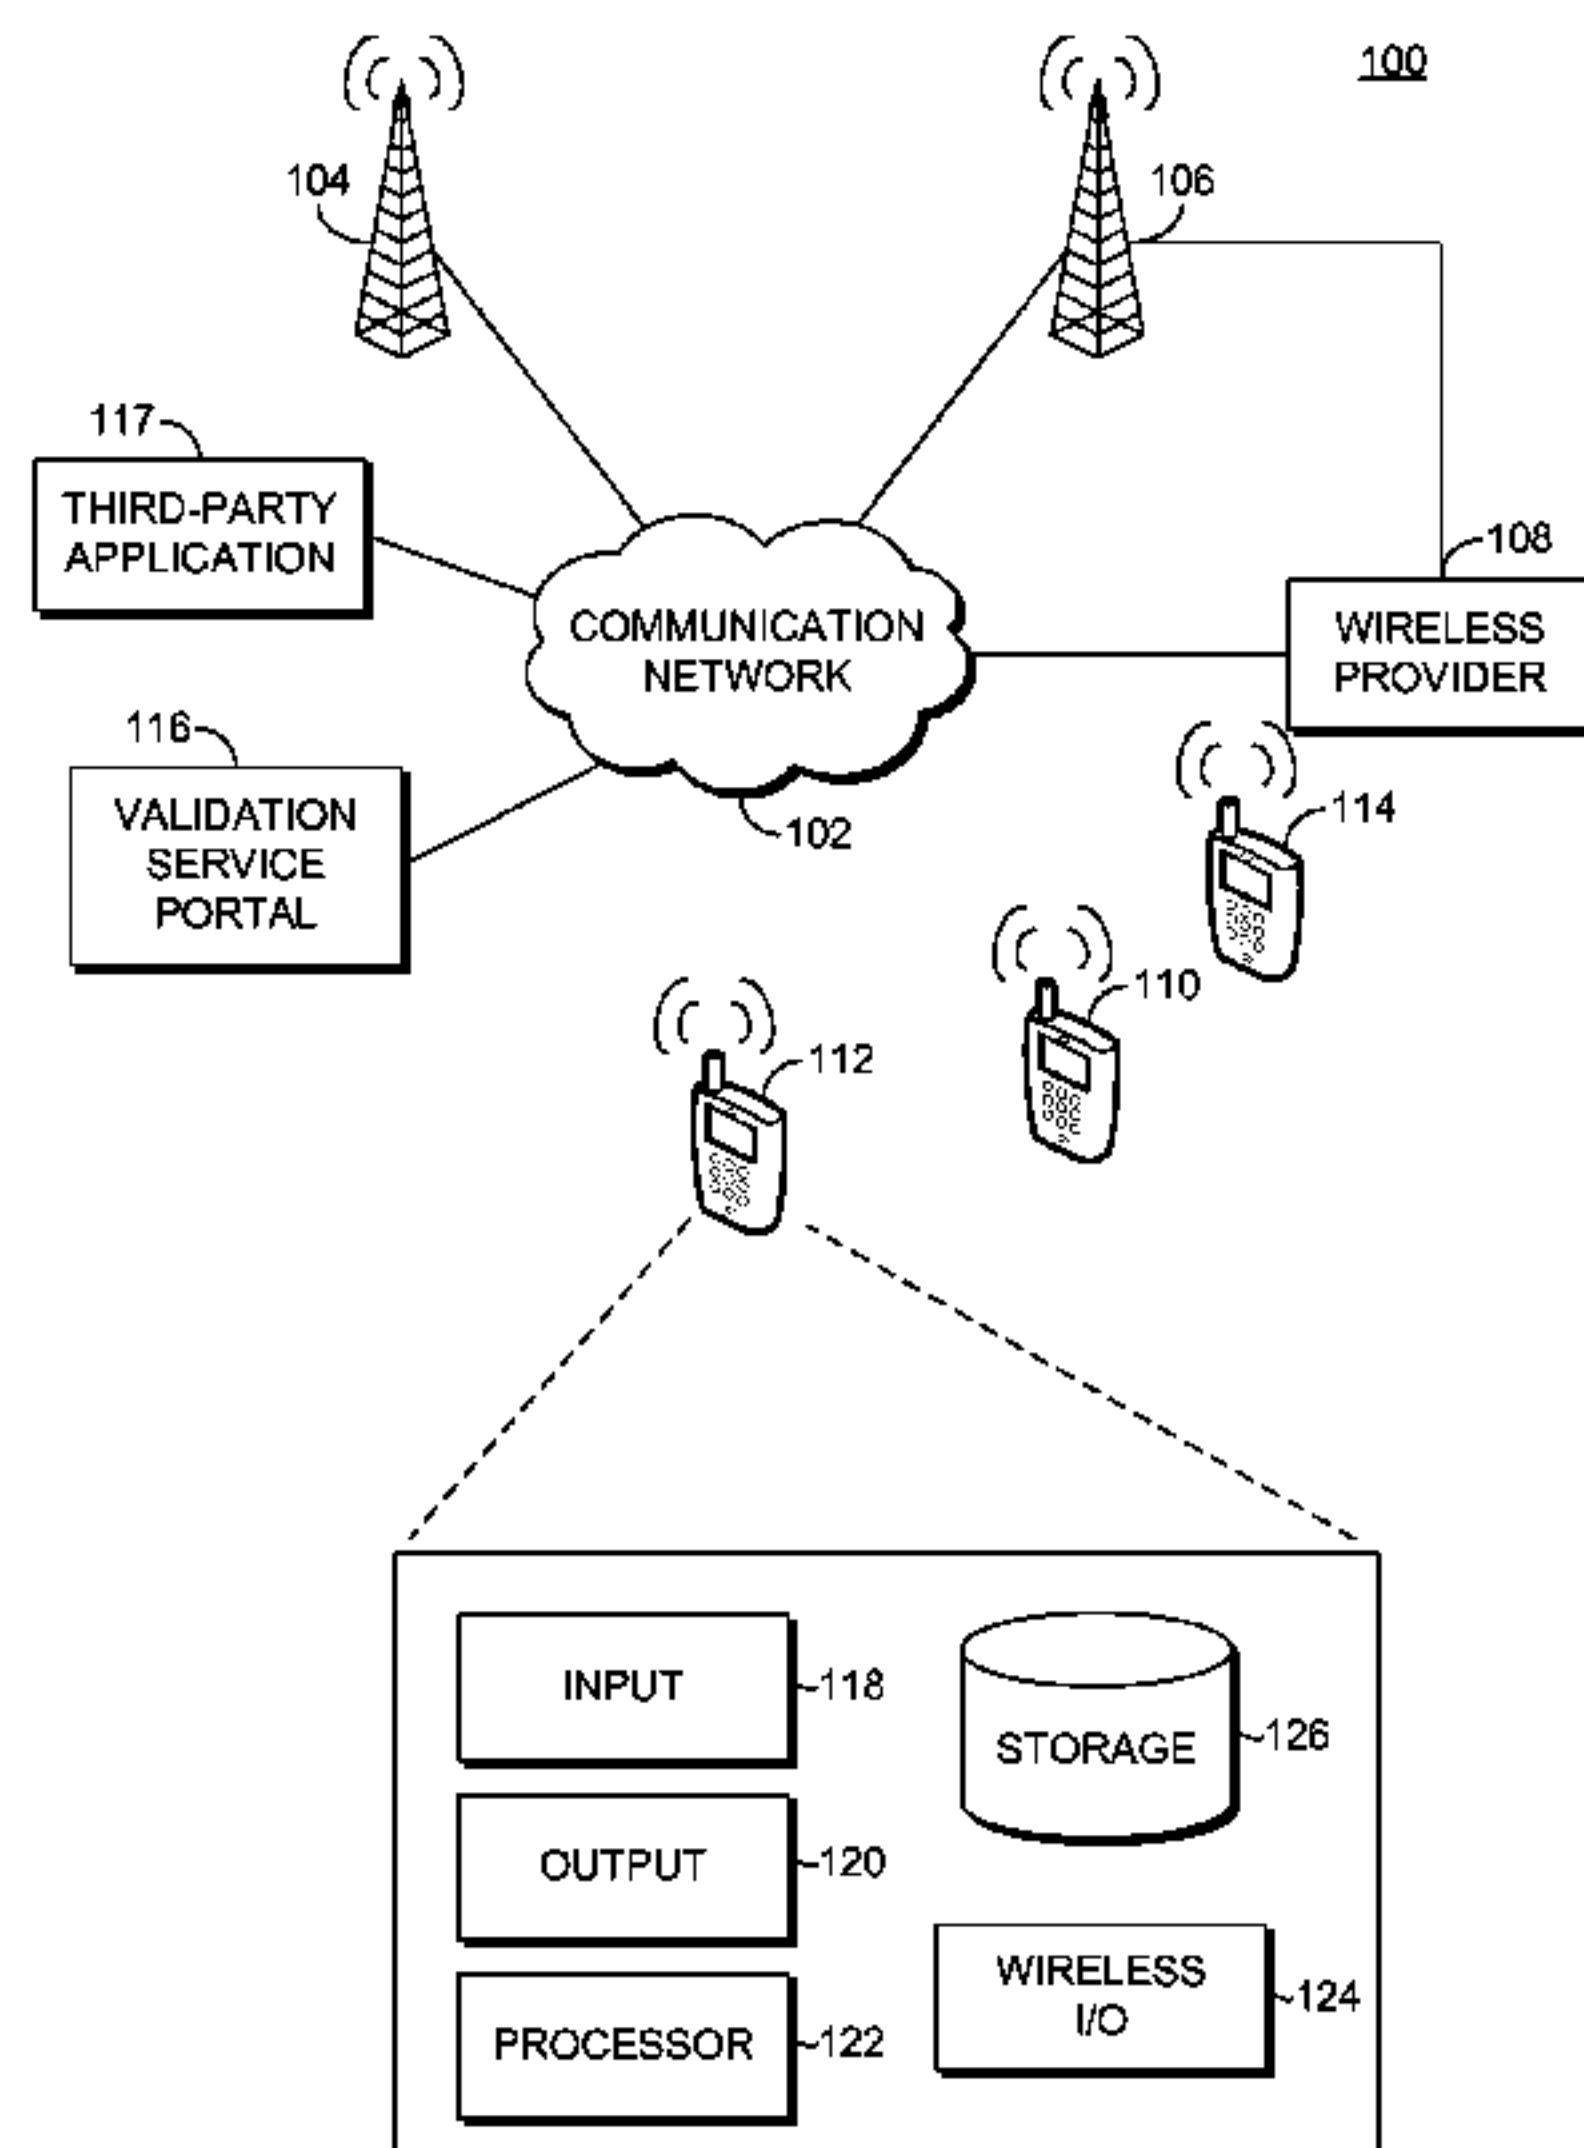 100
104
106
117
THIRD-PARTY
APPLICATION
108
COMMUNICATION
NETWORK
WIRELESS
PROVIDER
116
VALIDATION
SERVICE
PORTAL
102
114
110
112
INPUT
118
STORAGE
126
OUTPUT
120
WIRELESS
I/O
124
PROCESSOR
122